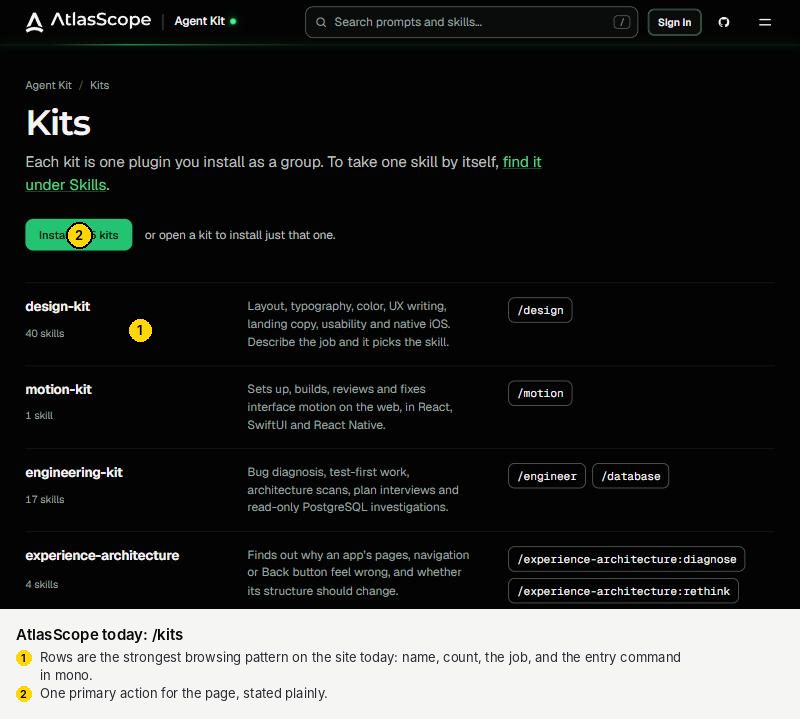 AtlasScope
Agent Kit
Search prompts and skills...
/
Sign In
Agent Kit / Kits
Kits
Each kit is one plugin you install as a group. To take one skill by itself, find it
under Skills.
2
kits
or open a kit to install just that one.
design-kit
40 skills
1
Layout, typography, color, UX writing,
landing copy, usability and native iOS.
Describe the job and it picks the skill.
/design
motion-kit
1 skill
Sets up, builds, reviews and fixes
interface motion on the web, in React,
SwiftUI and React Native.
/motion
engineering-kit
17 skills
Bug diagnosis, test-first work,
architecture scans, plan interviews and
read-only PostgreSQL investigations.
/engineer
/database
experience-architecture
4 skills
Finds out why an app's pages, navigation
or Back button feel wrong, and whether
its structure should change.
/experience-architecture:diagnose
/experience-architecture:rethink
AtlasScope today: /kits
1 Rows are the strongest browsing pattern on the site today: name, count, the job, and the entry command
in mono.
2 One primary action for the page, stated plainly.